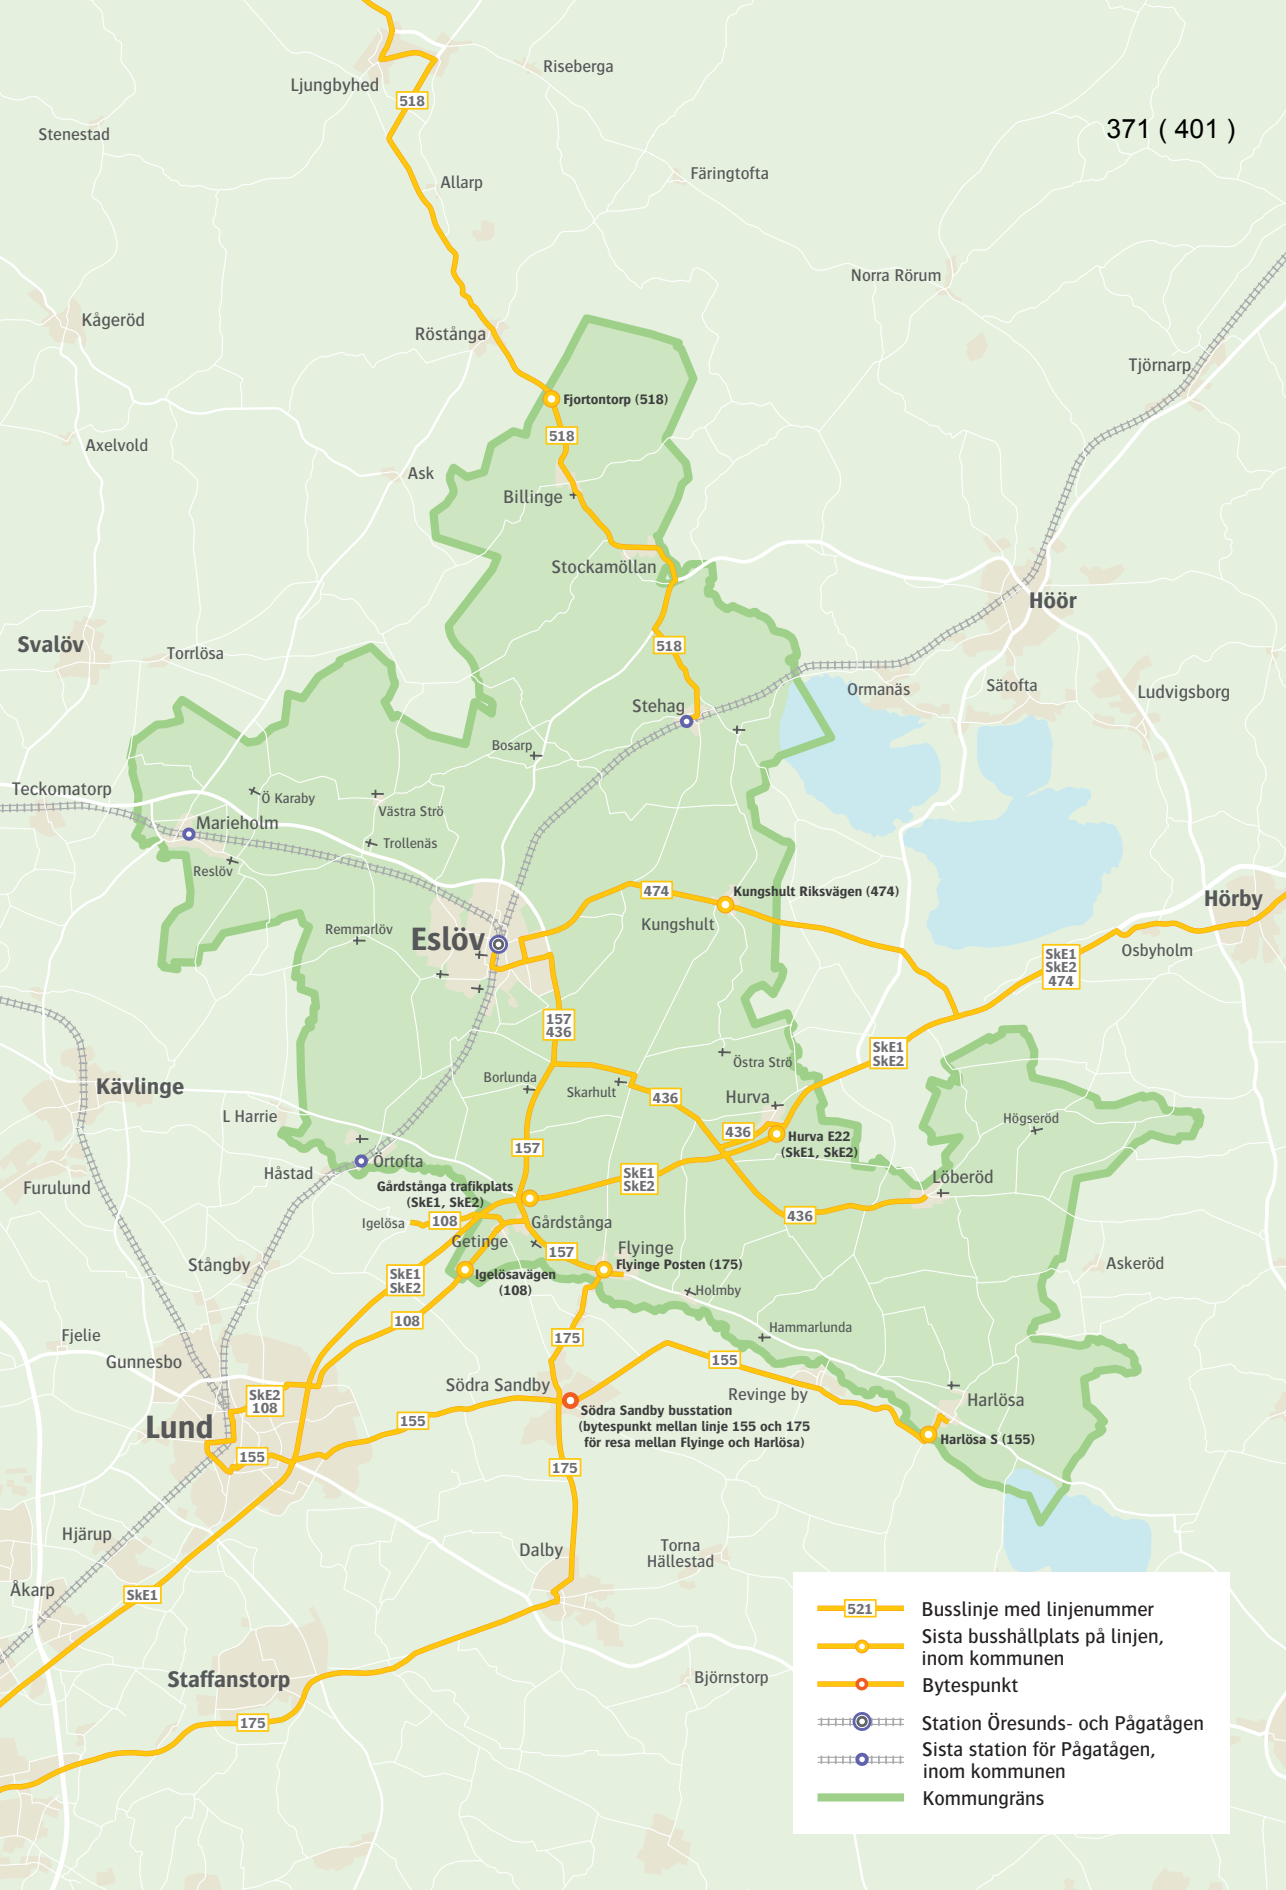 Ljungbyhed
Riseberga
518
371 ( 401 )
Stenestad
Färingtofta
Allarp
Norra Rörum
Kågeröd
Röstånga
Tjörnarp
Fjortontorp (518)
518
Axelvold
Ask
Billinge
Stockamöllan
Höör
Svalöv
518
Torrlösa
Ormanäs
Sätofta
Ludvigsborg
Stehag
Bosarp
Teckomatorp
Ö Karaby
Västra Strö
Marieholm
Trollenäs
Reslöv
474
Kungshult Riksvägen (474)
Hörby
Kungshult
Remmarlöv
Eslöv
Osbyholm
SkE1
SkE2
474
157
436
SkE1
SkE2
Östra Strö
Borlunda
Skarhult
436
Hurva
Kävlinge
L Harrie
Högseröd
436
Hurva E22
(SkE1, SkE2)
157
Örtofta
Håstad
SkE1
SkE2
Löberöd
Furulund
Gårdstånga trafikplats
(SkE1, SkE2)
436
Igelösa
108
Gårdstånga
Getinge
157
Flyinge
Flyinge Posten (175)
Stångby
SkE1
SkE2
Igelösavägen
(108)
Holmby
Askeröd
108
Hammarlunda
Fjelie
175
Gunnesbo
155
Södra Sandby
Revinge by
SkE2
108
Harlösa
Lund
155
Södra Sandby busstation
(bytespunkt mellan linje 155 och 175
för resa mellan Flyinge och Harlösa)
Harlösa S (155)
155
175
Hjärup
Dalby
Torna
Hällestad
Åkarp
SkE1
Staffanstorp
Björnstorp
175
521
Busslinje med linjenummer
Sista busshållplats på linjen,
inom kommunen
Bytespunkt
Station Öresunds- och Pågatågen
Sista station för Pågatågen,
inom kommunen
Kommungräns